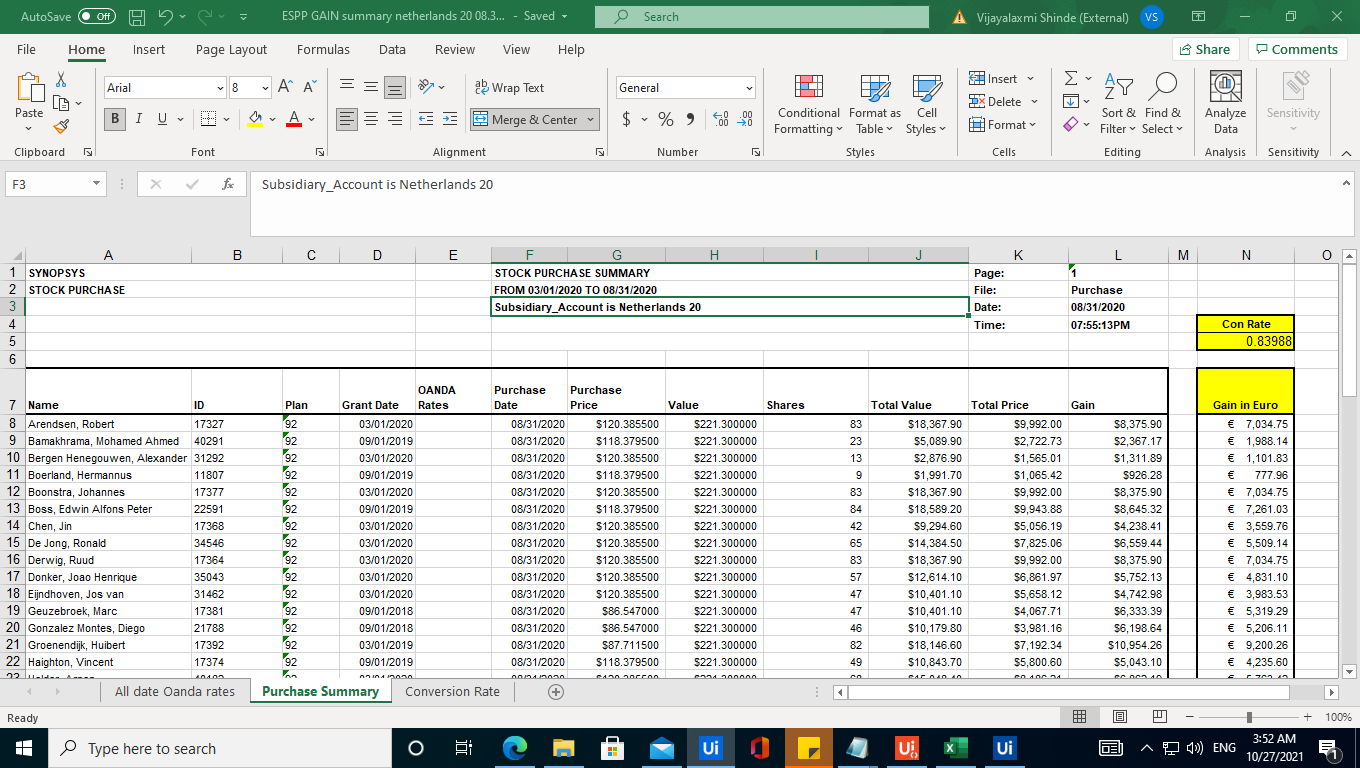 AutoSave Off ESPP GAIN summary netherlands 20 08.3... - Saved Search Vijayalaxmi Shinde (External) VS
File Home Insert Page Layout Formulas Data Review View Help Share Comments
Arial 8 Wrap Text General Insert
Paste Conditional Format as Cell Delete Sort & Find & Analyze Sensitivity
B I U A Merge & Center $ % Formatting Table Styles Format Filter Select Data
Clipboard Font Alignment Number Styles Cells Editing Analysis Sensitivity
F3 fx Subsidiary_Account is Netherlands 20
A B C D E F G H I J K L M N O
1 SYNOPSYS STOCK PURCHASE SUMMARY Page: 1
2 STOCK PURCHASE FROM 03/01/2020 TO 08/31/2020 File: Purchase
3 Subsidiary_Account is Netherlands 20 Date: 08/31/2020
4 Time: 07:55:13PM Con Rate
5 0.83988
6
OANDA Purchase Purchase
7 Name ID Plan Grant Date Rates Date Price Value Shares Total Value Total Price Gain Gain in Euro
8 Arendsen, Robert 17327 92 03/01/2020 08/31/2020 $120.385500 $221.300000 83 $18,367.90 $9,992.00 $8,375.90 € 7,034.75
9 Bamakhrama, Mohamed Ahmed 40291 92 09/01/2019 08/31/2020 $118.379500 $221.300000 23 $5,089.90 $2,722.73 $2,367.17 € 1,988.14
10 Bergen Henegouwen, Alexander 31292 92 03/01/2020 08/31/2020 $120.385500 $221.300000 13 $2,876.90 $1,565.01 $1,311.89 € 1,101.83
11 Boerland, Hermannus 11807 92 09/01/2019 08/31/2020 $118.379500 $221.300000 9 $1,991.70 $1,065.42 $926.28 € 777.96
12 Boonstra, Johannes 17377 92 03/01/2020 08/31/2020 $120.385500 $221.300000 83 $18,367.90 $9,992.00 $8,375.90 € 7,034.75
13 Boss, Edwin Alfons Peter 22591 92 09/01/2019 08/31/2020 $118.379500 $221.300000 84 $18,589.20 $9,943.88 $8,645.32 € 7,261.03
14 Chen, Jin 17368 92 03/01/2020 08/31/2020 $120.385500 $221.300000 42 $9,294.60 $5,056.19 $4,238.41 € 3,559.76
15 De Jong, Ronald 34546 92 03/01/2020 08/31/2020 $120.385500 $221.300000 65 $14,384.50 $7,825.06 $6,559.44 € 5,509.14
16 Derwig, Ruud 17364 92 03/01/2020 08/31/2020 $120.385500 $221.300000 83 $18,367.90 $9,992.00 $8,375.90 € 7,034.75
17 Donker, Joao Henrique 35043 92 03/01/2020 08/31/2020 $120.385500 $221.300000 57 $12,614.10 $6,861.97 $5,752.13 € 4,831.10
18 Eijndhoven, Jos van 31462 92 03/01/2020 08/31/2020 $120.385500 $221.300000 47 $10,401.10 $5,658.12 $4,742.98 € 3,983.53
19 Geuzebroek, Marc 17381 92 09/01/2018 08/31/2020 $86.547000 $221.300000 47 $10,401.10 $4,067.71 $6,333.39 € 5,319.29
20 Gonzalez Montes, Diego 21788 92 09/01/2018 08/31/2020 $86.547000 $221.300000 46 $10,179.80 $3,981.16 $6,198.64 € 5,206.11
21 Groenendijk, Huibert 17392 92 03/01/2019 08/31/2020 $87.711500 $221.300000 82 $18,146.60 $7,192.34 $10,954.26 € 9,200.26
22 Haighton, Vincent 17374 92 09/01/2019 08/31/2020 $118.379500 $221.300000 49 $10,843.70 $5,800.60 $5,043.10 € 4,235.60
All date Oanda rates Purchase Summary Conversion Rate
Ready 100%
Type here to search ENG 3:52 AM
10/27/2021